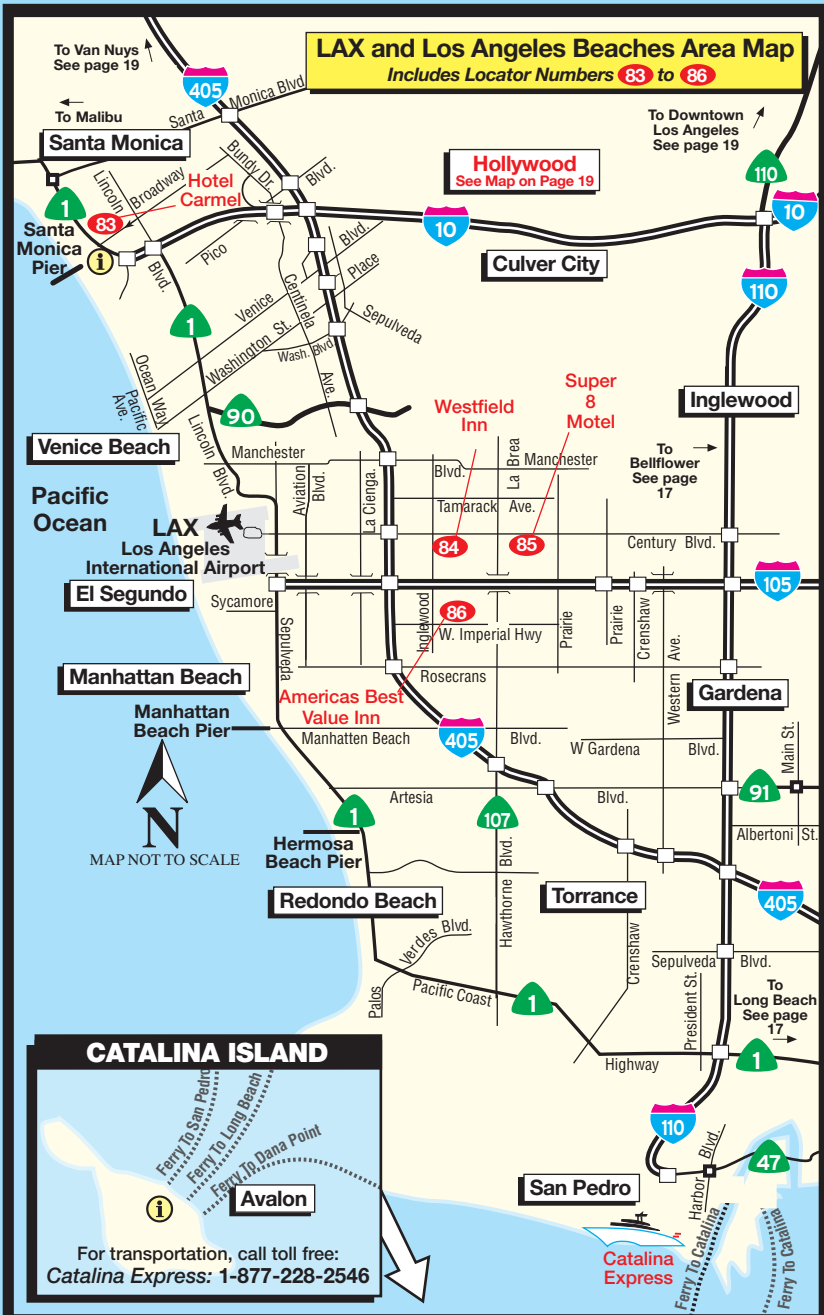 LAX and Los Angeles Beaches Area Map
Includes Locator Numbers 83 to 86
To Van Nuys
See page 19
405
To Malibu
Santa Monica Blvd.
Santa Monica
To Downtown
Los Angeles
See page 19
110
Hollywood
See Map on Page 19
Bundy Dr.
Blvd.
Lincoln
Blvd.
Broadway
Hotel
Carmel
1
83
Santa
Monica
Pier
i
Pico
Blvd.
10
10
Culver City
110
Centinela
Ave.
Venice
Place
Washington St.
Wash. Blvd.
Sepulveda
1
Ocean Way
Pacific
Ave.
90
Westfield
Inn
Super
8
Motel
Inglewood
Venice Beach
Lincoln Blvd.
Manchester
Blvd.
Manchester
La Brea
To
Bellflower
See page
17
Aviation
Blvd.
La Cienga.
Tamarack Ave.
Pacific
Ocean
LAX
Los Angeles
International Airport
84
85
Century Blvd.
105
El Segundo
Sycamore
Sepulveda
86
Inglewood
W. Imperial Hwy
Prairie
Prairie
Crenshaw
Western Ave.
Rosecrans
Manhattan Beach
Americas Best
Value Inn
Gardena
Manhattan
Beach Pier
Manhatten Beach
Blvd.
405
W Gardena
Blvd.
Main St.
N
MAP NOT TO SCALE
Artesia
Blvd.
91
1
107
Albertoni St.
Hermosa
Beach Pier
Hawthorne Blvd.
Redondo Beach
Torrance
405
Palos Verdes Blvd.
Crenshaw
Sepulveda Blvd.
Pacific Coast
1
Highway
President St.
To
Long Beach
See page
17
1
110
Harbor Blvd.
47
San Pedro
Catalina
Express
Ferry To Catalina
Ferry To Catalina
CATALINA ISLAND
Ferry To San Pedro
Ferry To Long Beach
Ferry To Dana Point
i
Avalon
For transportation, call toll free:
Catalina Express: 1-877-228-2546